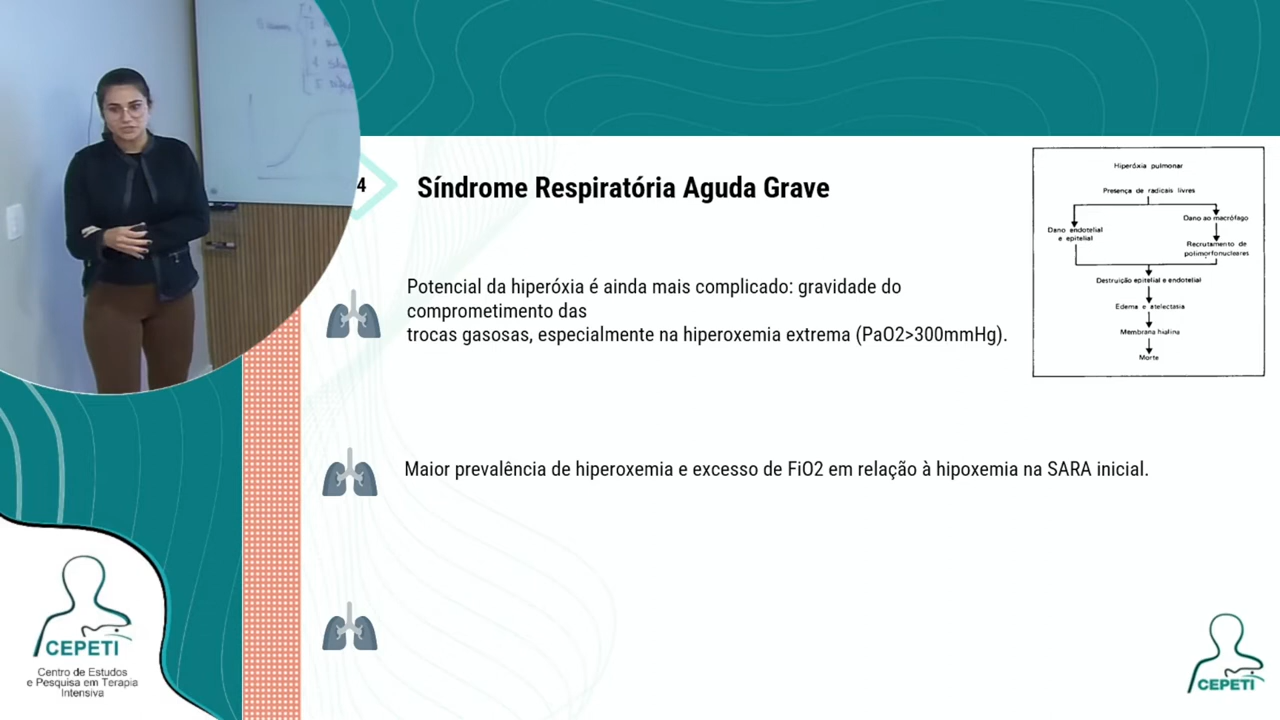 4
Síndrome Respiratória Aguda Grave
Potencial da hiperóxia é ainda mais complicado: gravidade do
comprometimento das
trocas gasosas, especialmente na hiperoxemia extrema (PaO2>300mmHg).
Maior prevalência de hiperoxemia e excesso de FiO2 em relação à hipoxemia na SARA inicial.
Hiperóxia pulmonar
Presença de radicais livres
Dano endotelial
e epitelial
Dano ao macrófago
Recrutamento de
polimorfonucleares
Destruição epitelial e endotelial
Edema e atelectasia
Membrana hialina
Morte
CEPETI
Centro de Estudos
e Pesquisa em Terapia
Intensiva
CEPETI